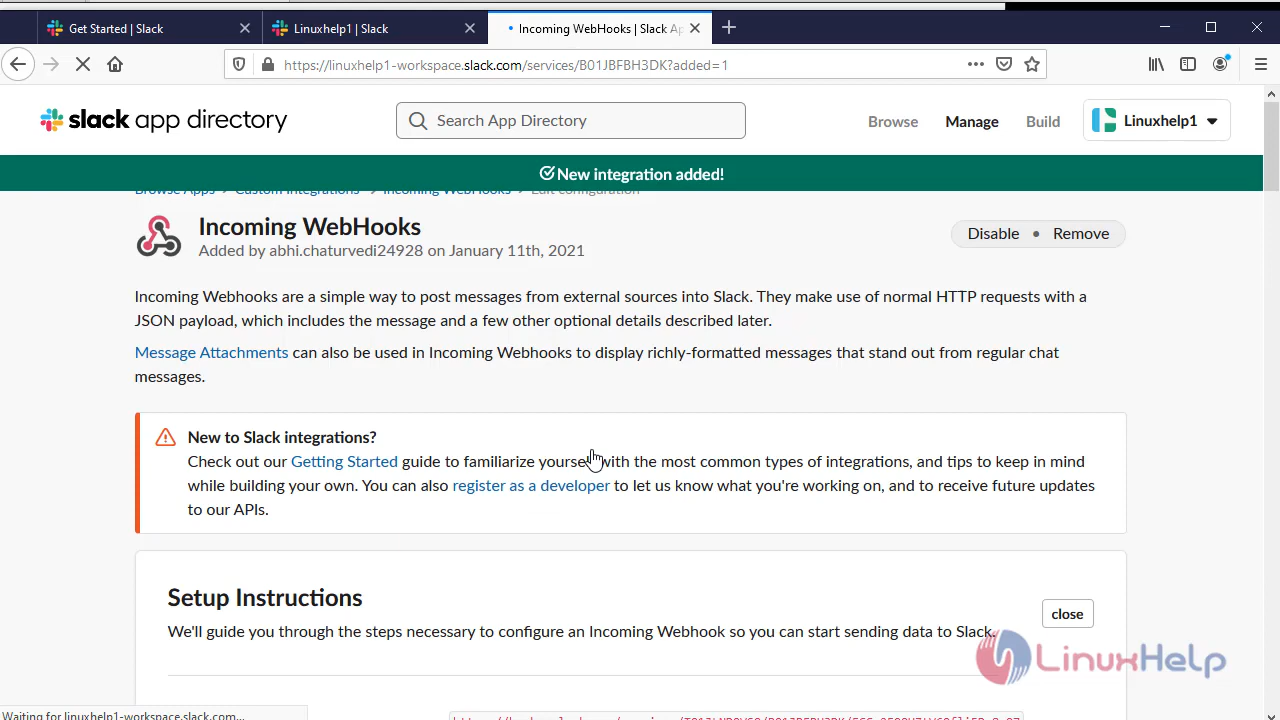 Get Started | Slack
Linuxhelp1 | Slack
Incoming WebHooks | Slack Ap
https://linuxhelp1-workspace.slack.com/services/B01JBFBH3DK?added=1
slack app directory
Search App Directory
Browse
Manage
Build
Linuxhelp1
New integration added!
Browse Apps > Custom Integrations > Incoming WebHooks > Edit configuration
Incoming WebHooks
Added by abhi.chaturvedi24928 on January 11th, 2021
Disable • Remove
Incoming Webhooks are a simple way to post messages from external sources into Slack. They make use of normal HTTP requests with a
JSON payload, which includes the message and a few other optional details described later.
Message Attachments can also be used in Incoming Webhooks to display richly-formatted messages that stand out from regular chat
messages.
New to Slack integrations?
Check out our Getting Started guide to familiarize yourself with the most common types of integrations, and tips to keep in mind
while building your own. You can also register as a developer to let us know what you're working on, and to receive future updates
to our APIs.
Setup Instructions
We'll guide you through the steps necessary to configure an Incoming Webhook so you can start sending data to Slack.
close
LinuxHelp
Waiting for linuxhelp1-workspace.slack.com...